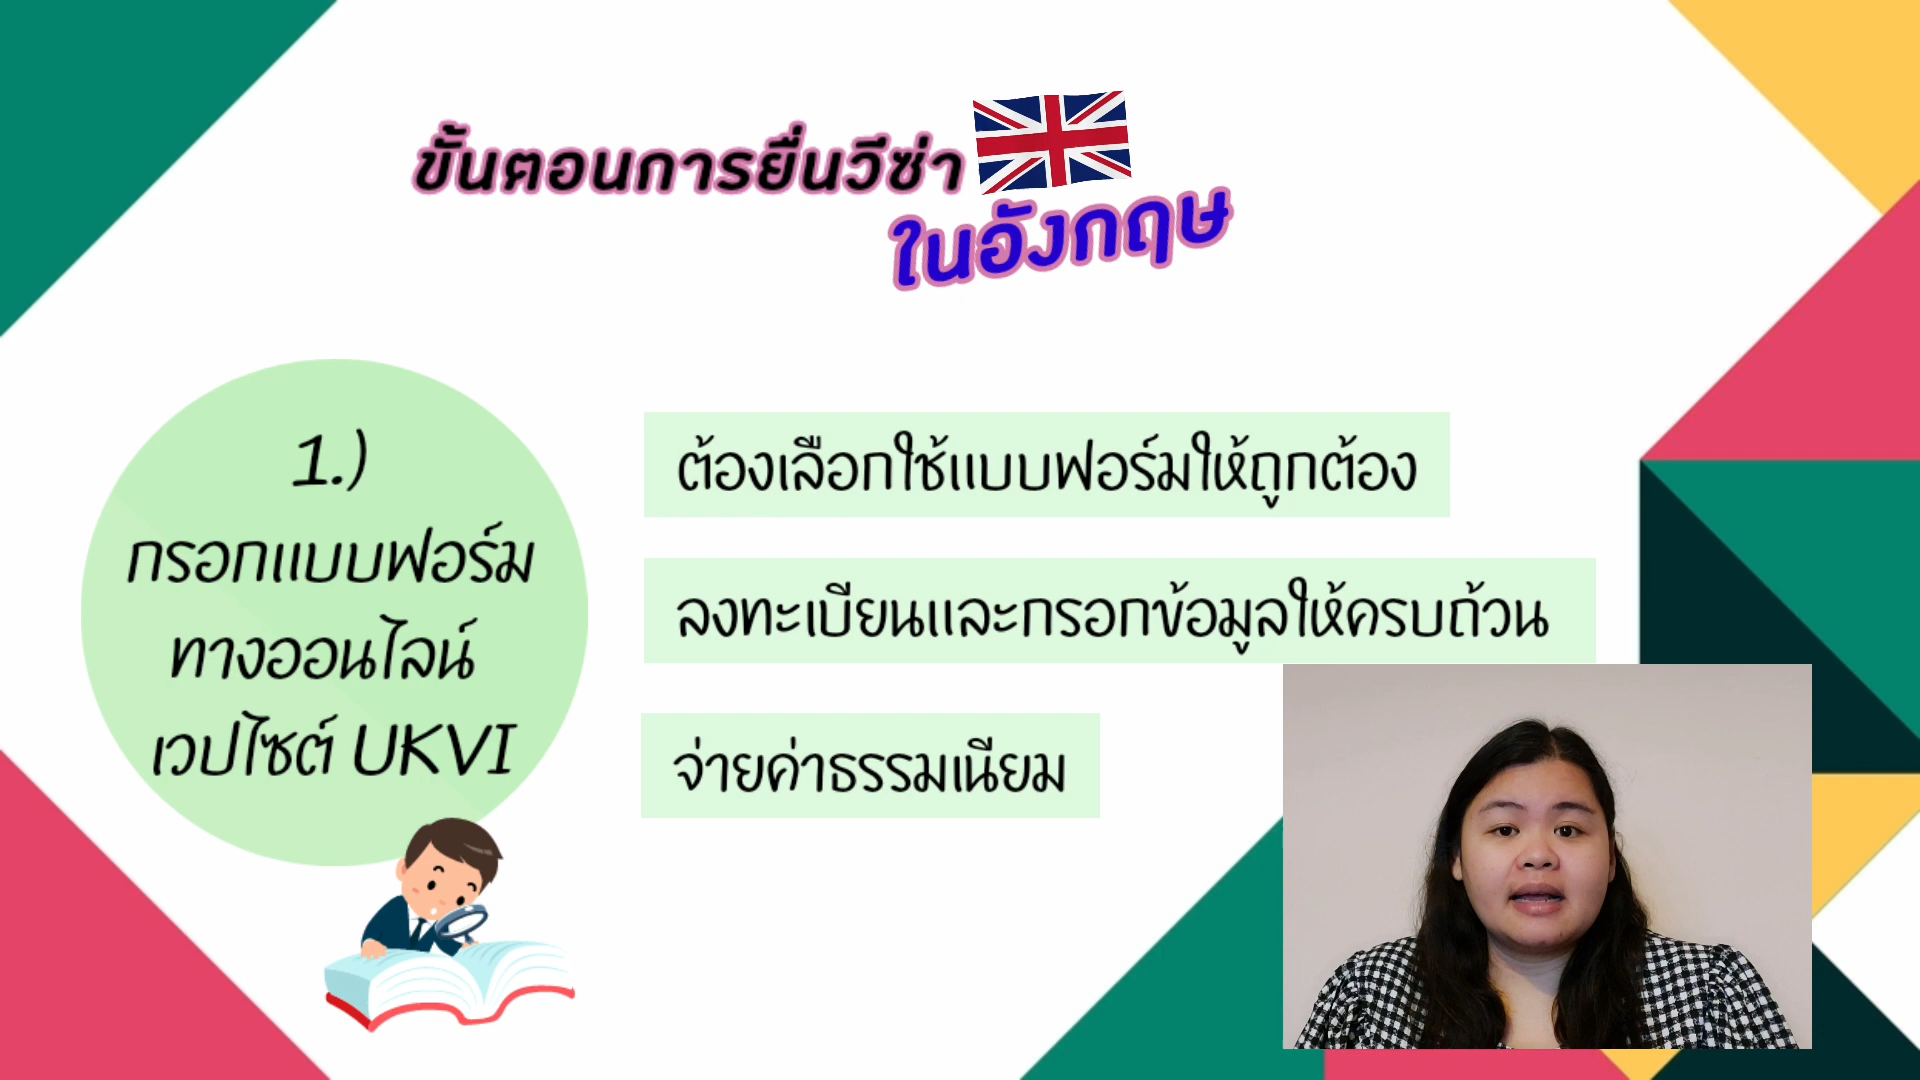 ขั้นตอนการยื่นวีซ่า
ในอังกฤษ
1.)
กรอกแบบฟอร์ม
ทางออนไลน์
เวปไซต์ UKVI
ต้องเลือกใช้แบบฟอร์มให้ถูกต้อง
ลงทะเบียนและกรอกข้อมูลให้ครบถ้วน
จ่ายค่าธรรมเนียม